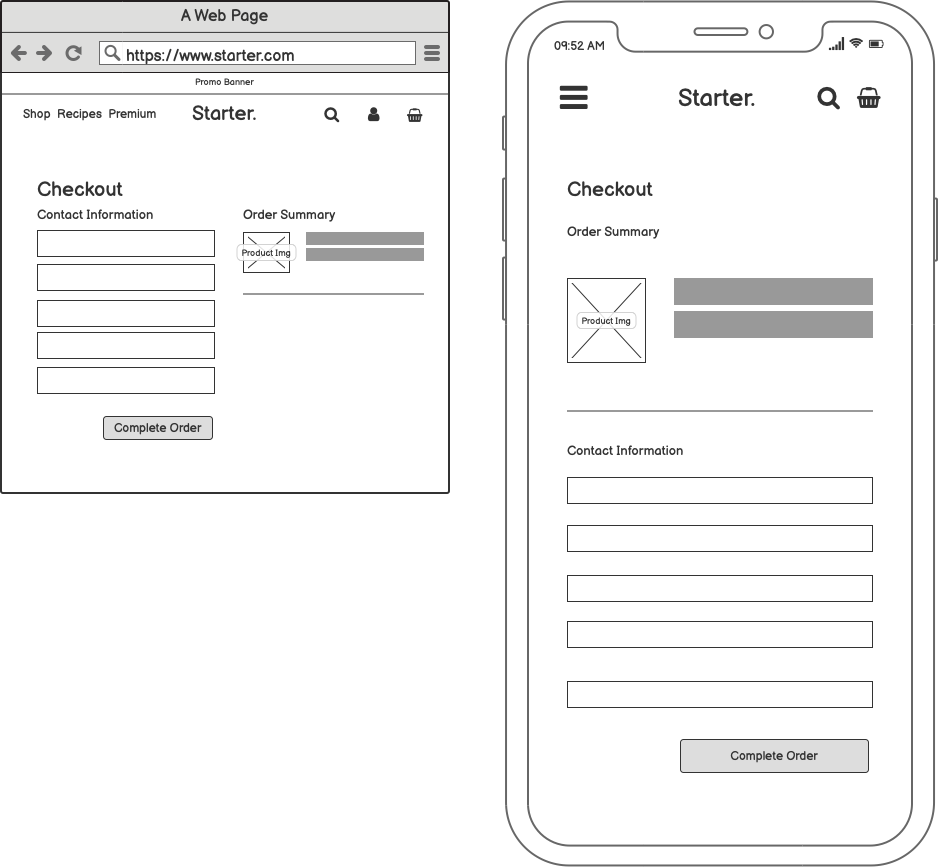 A Web Page
https://www.starter.com
Promo Banner
Shop Recipes Premium Starter.
Checkout
Contact Information
Order Summary
Product Img
Complete Order
09:52 AM
Starter.
Checkout
Order Summary
Product Img
Contact Information
Complete Order